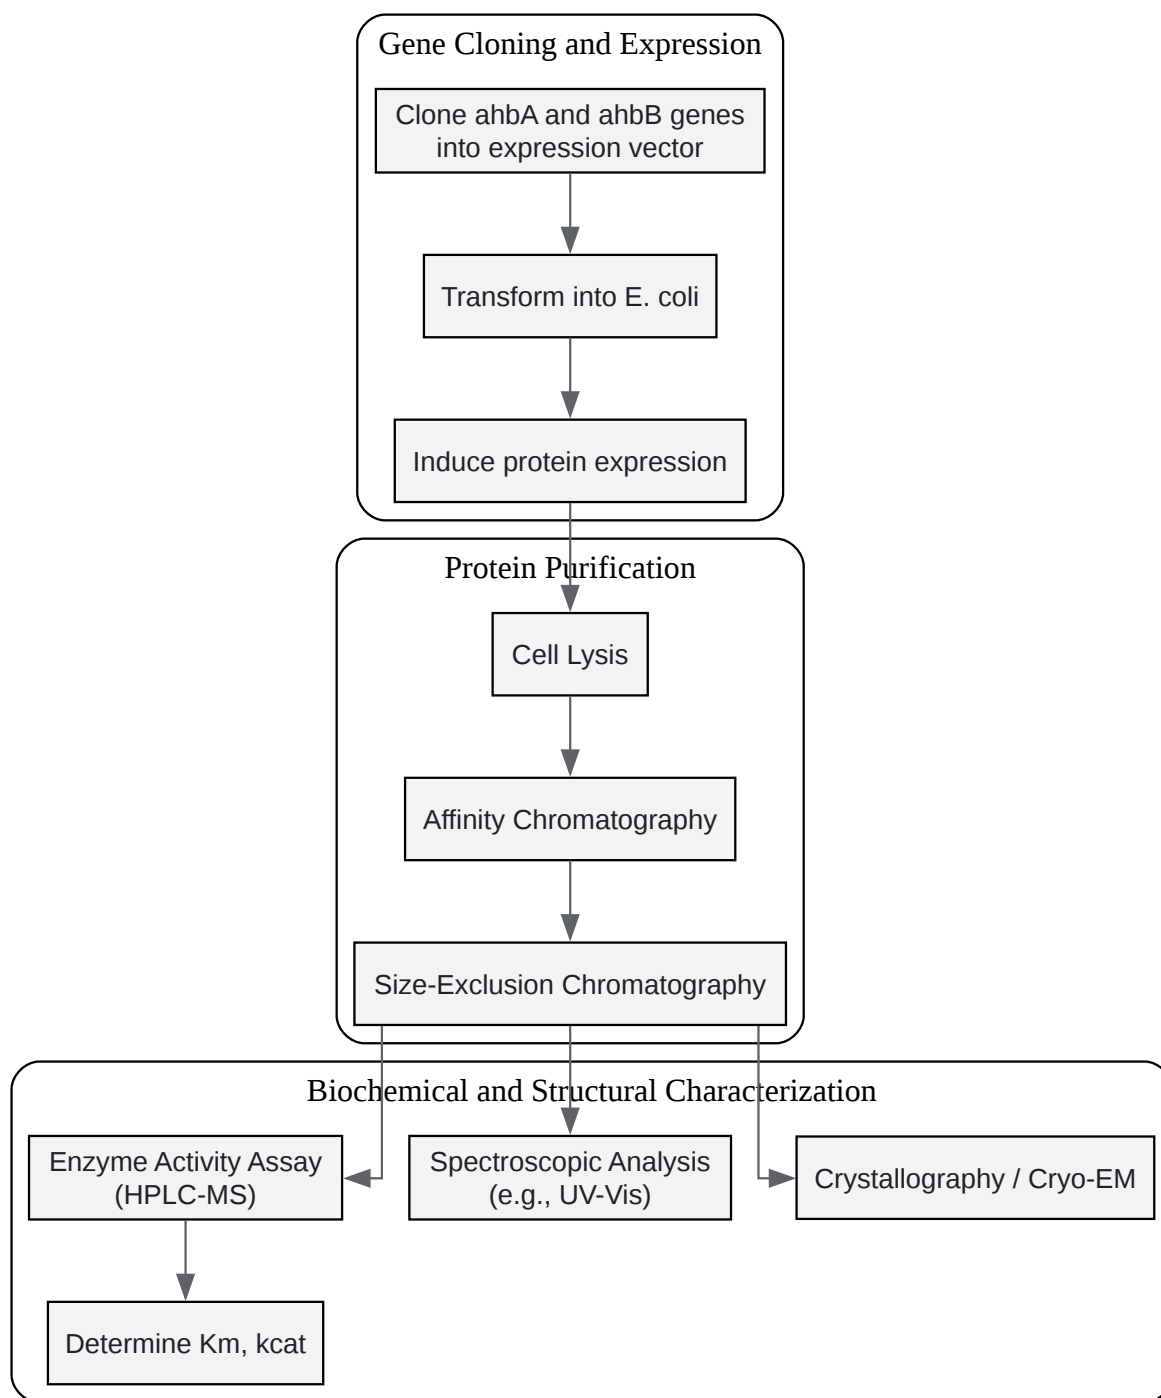 Gene Cloning and Expression
Clone ahbA and ahbB genes
into expression vector
Transform into E. coli
Induce protein expression
Protein Purification
Cell Lysis
Affinity Chromatography
Size-Exclusion Chromatography
Biochemical and Structural Characterization
Enzyme Activity Assay
(HPLC-MS)
Spectroscopic Analysis
(e.g., UV-Vis)
Crystallography / Cryo-EM
Determine Km, kcat